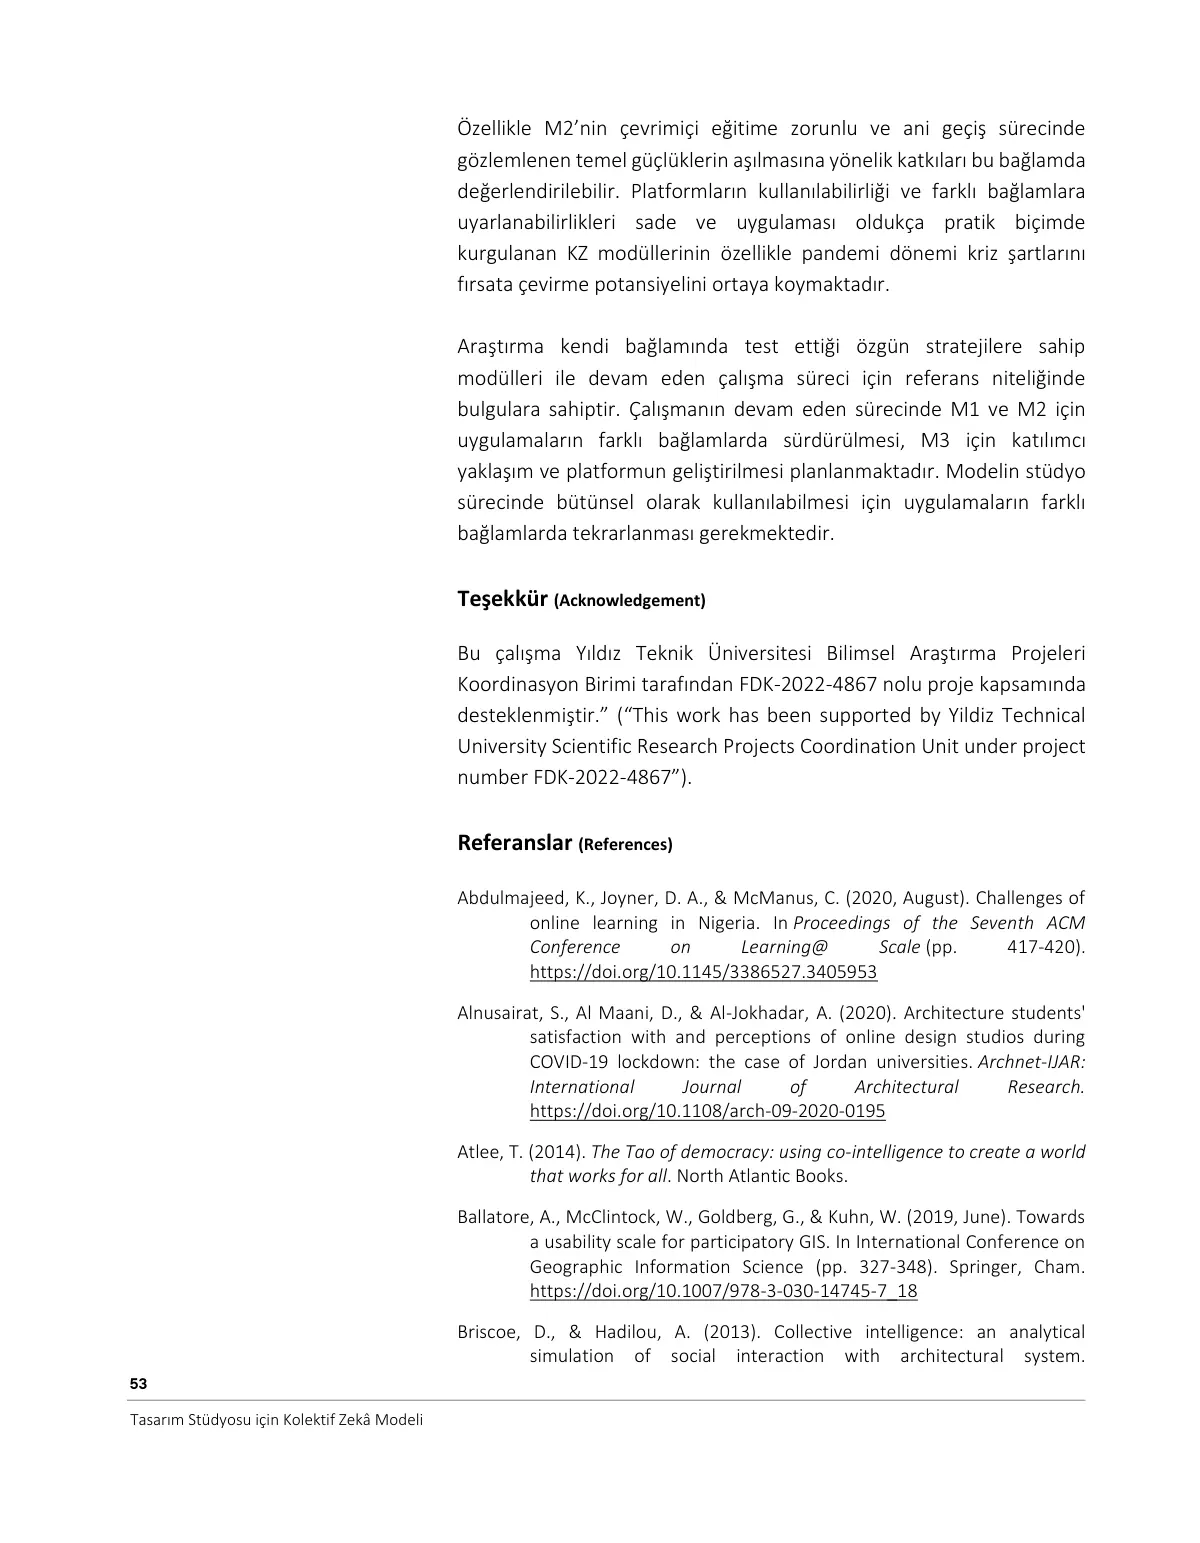 Özellikle M2’nin çevrimiçi eğitime zorunlu ve ani geçiş sürecinde
gözlemlenen temel güçlüklerin aşılmasına yönelik katkıları bu bağlamda
değerlendirilebilir. Platformların kullanılabilirliği ve farklı bağlamlara
uyarlanabilirlikleri sade ve uygulaması oldukça pratik biçimde
kurgulanan KZ modüllerinin özellikle pandemi dönemi kriz şartlarını
fırsata çevirme potansiyelini ortaya koymaktadır.
Araştırma kendi bağlamında test ettiği özgün stratejilere sahip
modülleri ile devam eden çalışma süreci için referans niteliğinde
bulgulara sahiptir. Çalışmanın devam eden sürecinde M1 ve M2 için
uygulamaların farklı bağlamlarda sürdürülmesi, M3 için katılımcı
yaklaşım ve platformun geliştirilmesi planlanmaktadır. Modelin stüdyo
sürecinde bütünsel olarak kullanılabilmesi için uygulamaların farklı
bağlamlarda tekrarlanması gerekmektedir.
Teşekkür (Acknowledgement)
Bu çalışma Yıldız Teknik Üniversitesi Bilimsel Araştırma Projeleri
Koordinasyon Birimi tarafından FDK-2022-4867 nolu proje kapsamında
desteklenmiştir.” (“This work has been supported by Yildiz Technical
University Scientific Research Projects Coordination Unit under project
number FDK-2022-4867”).
Referanslar (References)
Abdulmajeed, K., Joyner, D. A., & McManus, C. (2020, August). Challenges of
online learning in Nigeria. In Proceedings of the Seventh ACM
Conference on Learning@ Scale (pp. 417-420).
https://doi.org/10.1145/3386527.3405953
Alnusairat, S., Al Maani, D., & Al-Jokhadar, A. (2020). Architecture students'
satisfaction with and perceptions of online design studios during
COVID-19 lockdown: the case of Jordan universities. Archnet-IJAR:
International Journal of Architectural Research.
https://doi.org/10.1108/arch-09-2020-0195
Atlee, T. (2014). The Tao of democracy: using co-intelligence to create a world
that works for all. North Atlantic Books.
Ballatore, A., McClintock, W., Goldberg, G., & Kuhn, W. (2019, June). Towards
a usability scale for participatory GIS. In International Conference on
Geographic Information Science (pp. 327-348). Springer, Cham.
https://doi.org/10.1007/978-3-030-14745-7_18
Briscoe, D., & Hadilou, A. (2013). Collective intelligence: an analytical
simulation of social interaction with architectural system.
53
Tasarım Stüdyosu için Kolektif Zekâ Modeli